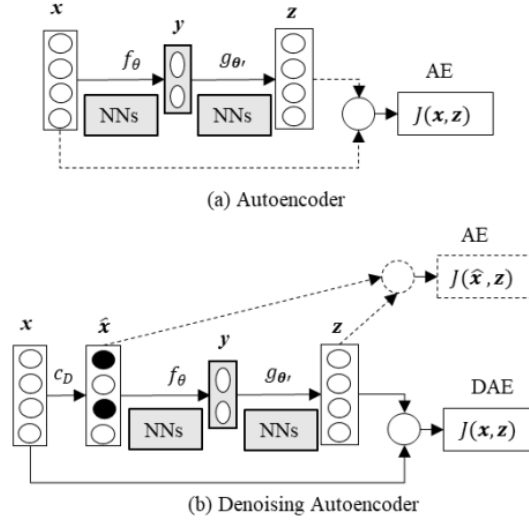 x
y
z
f_θ
g_θ′
AE
NNs
NNs
J(x, z)
(a) Autoencoder
AE
J(x̂, z)
x
x̂
y
z
c_D
f_θ
g_θ′
DAE
NNs
NNs
J(x, z)
(b) Denoising Autoencoder